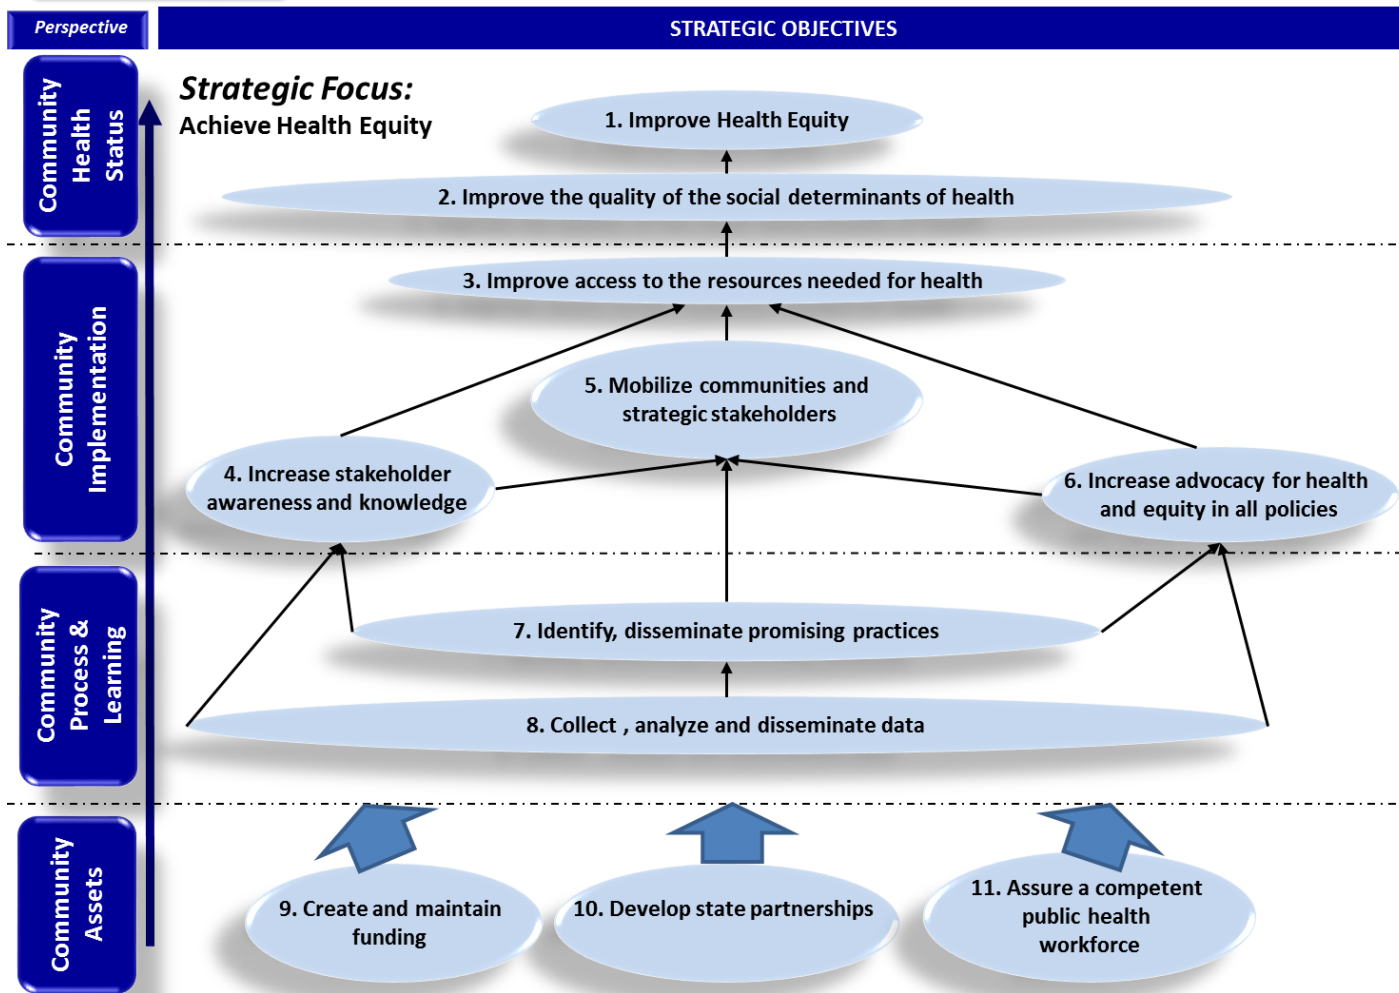 Perspective
STRATEGIC OBJECTIVES
Community
Health
Status
Strategic Focus:
Achieve Health Equity
1. Improve Health Equity
2. Improve the quality of the social determinants of health
Community
Implementation
3. Improve access to the resources needed for health
5. Mobilize communities and
strategic stakeholders
4. Increase stakeholder
awareness and knowledge
6. Increase advocacy for health
and equity in all policies
Community
Process &
Learning
7. Identify, disseminate promising practices
8. Collect , analyze and disseminate data
Community
Assets
9. Create and maintain
funding
10. Develop state partnerships
11. Assure a competent
public health
workforce